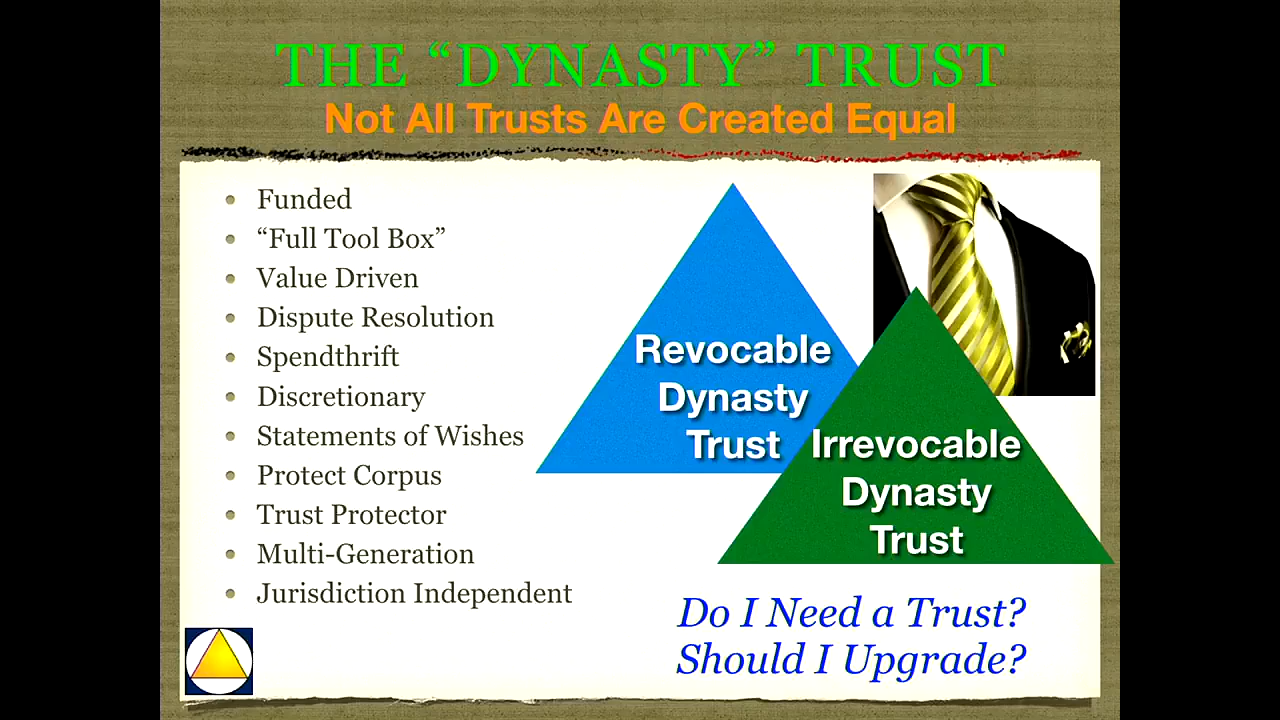 THE “DYNASTY” TRUST
Not All Trusts Are Created Equal
Funded
“Full Tool Box”
Value Driven
Dispute Resolution
Spendthrift
Discretionary
Statements of Wishes
Protect Corpus
Trust Protector
Multi-Generation
Jurisdiction Independent
Revocable
Dynasty
Trust
Irrevocable
Dynasty
Trust
Do I Need a Trust?
Should I Upgrade?